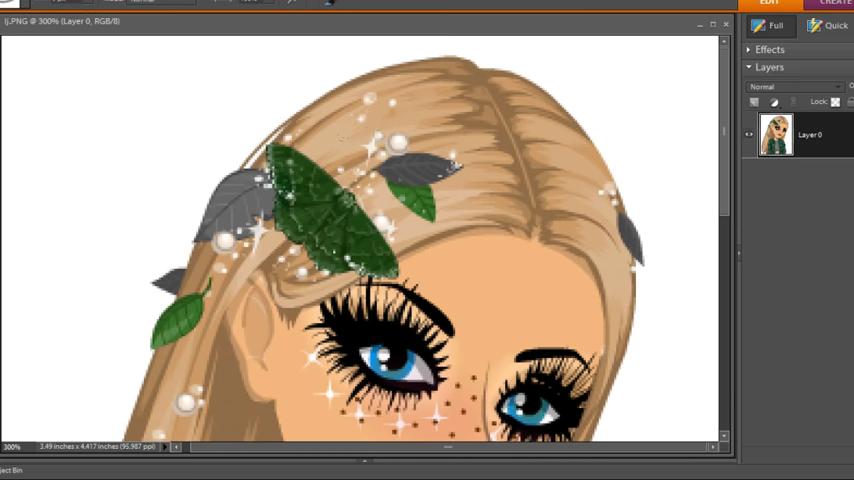 EDIT
CREATE
lj.PNG @ 300% (Layer 0, RGB/8)
Full
Quick
Effects
Layers
Normal
Lock:
Layer 0
300%
3.49 inches x 4.417 inches (95.987 ppi)
ject Bin